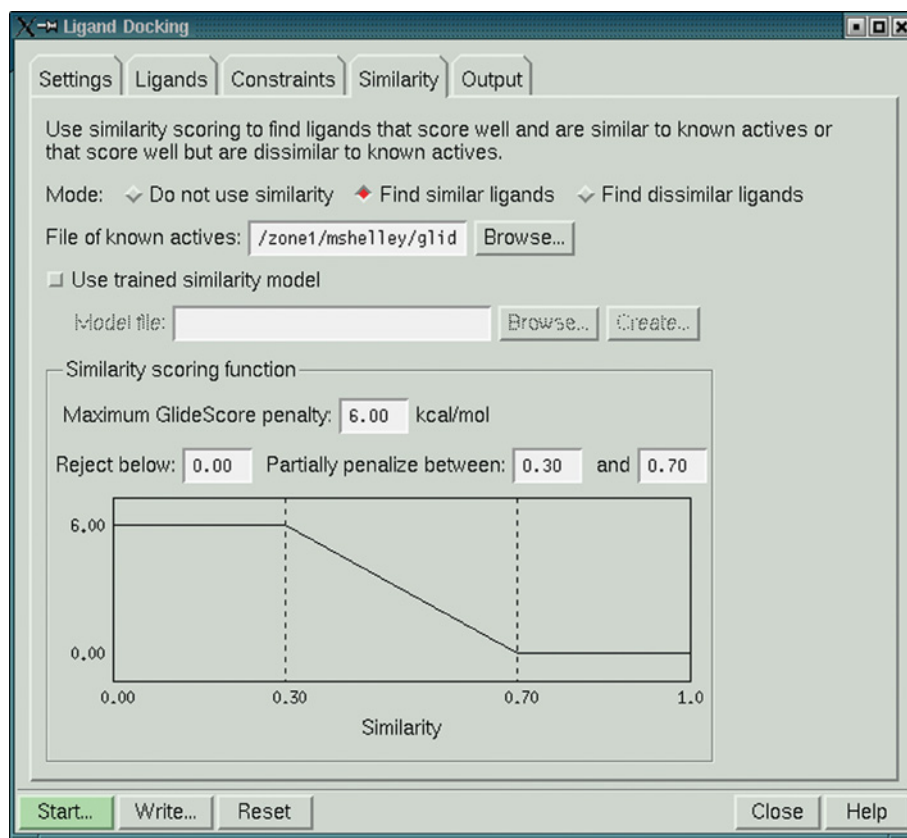 Ligand Docking
Settings Ligands Constraints Similarity Output
Use similarity scoring to find ligands that score well and are similar to known actives or
that score well but are dissimilar to known actives.
Mode: Do not use similarity Find similar ligands Find dissimilar ligands
File of known actives: /zone1/mshelley/glid Browse...
Use trained similarity model
Model file: Browse... Create...
Similarity scoring function
Maximum GlideScore penalty: 6.00 kcal/mol
Reject below: 0.00 Partially penalize between: 0.30 and 0.70
6.00
0.00
0.00 0.30 0.70 1.0
Similarity
Start... Write... Reset Close Help